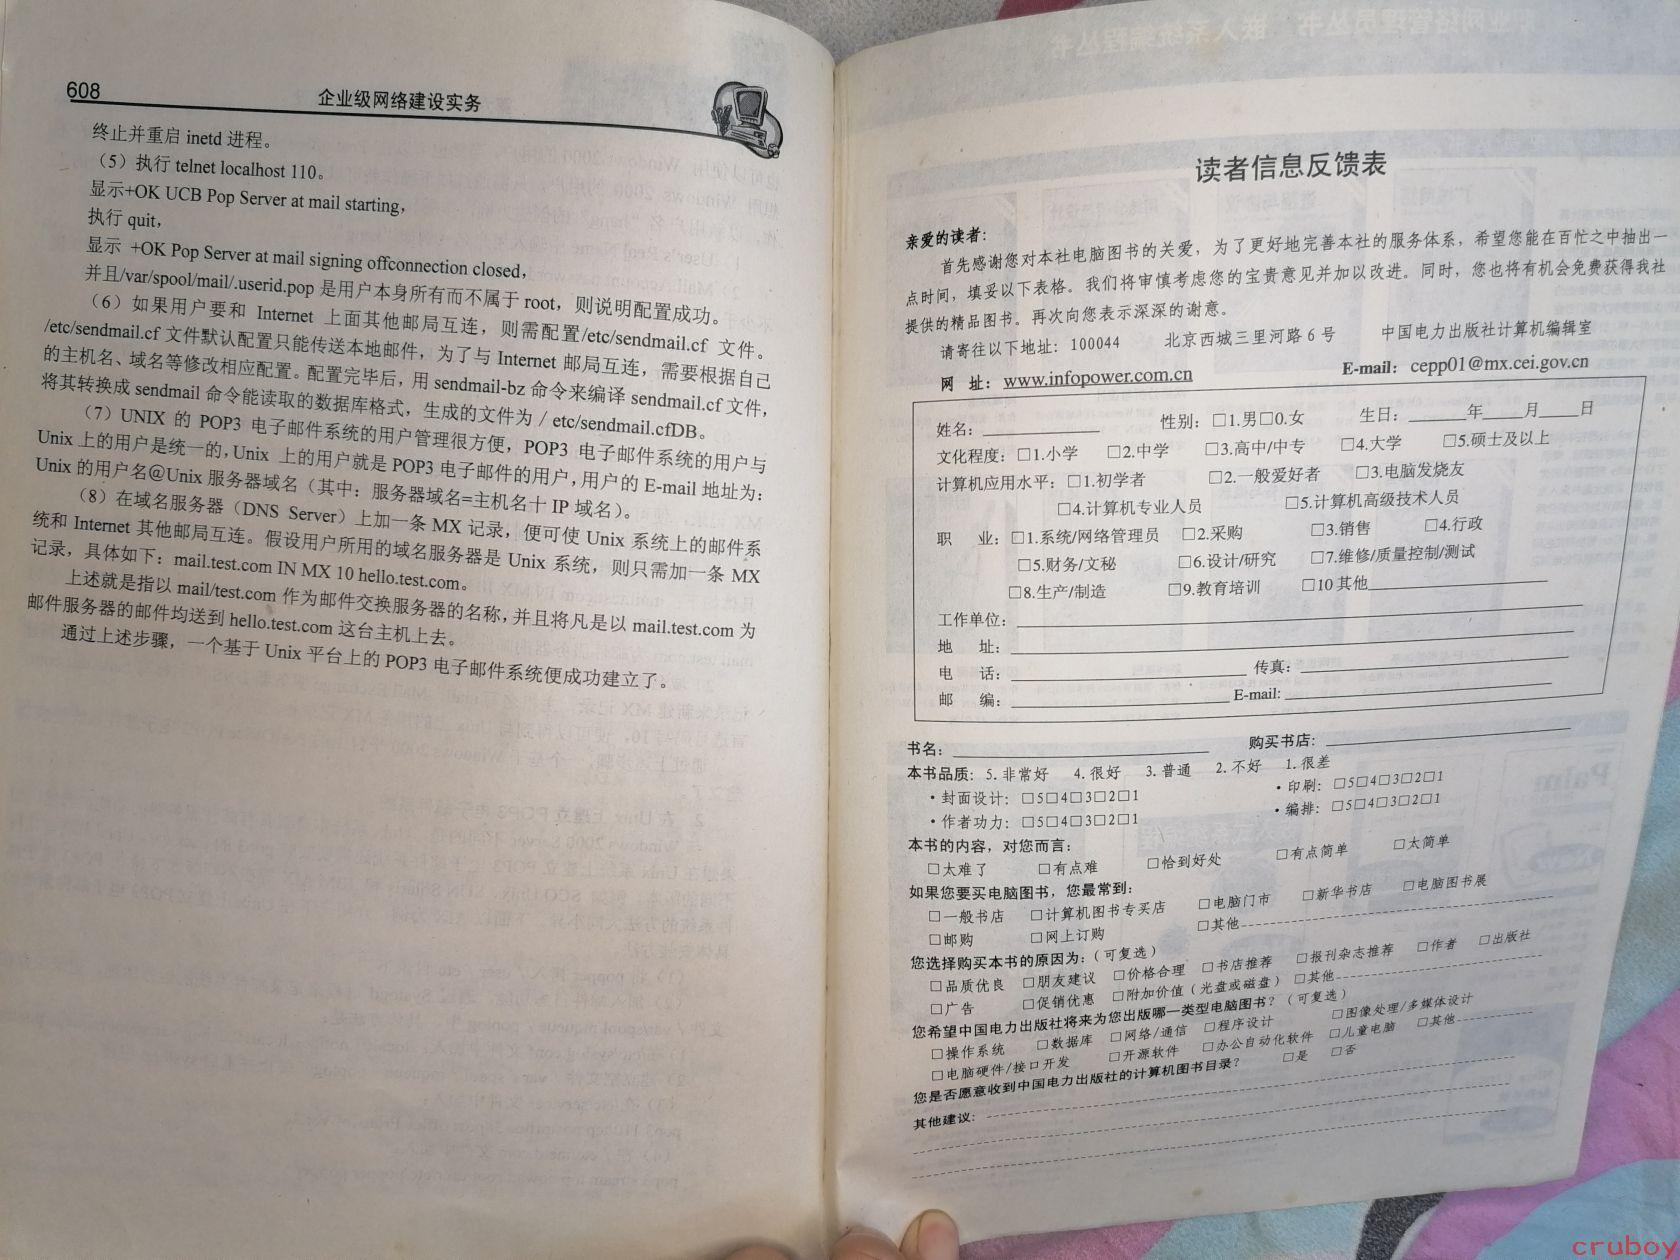 608
企业级网络建设实务
终止并重启 inetd 进程。
（5）执行 telnet localhost 110。
显示+OK UCB Pop Server at mail starting，
执行 quit，
显示 +OK Pop Server at mail signing offconnection closed，
并且/var/spool/mail/.userid.pop 是用户本身所有而不属于 root，则说明配置成功。
（6）如果用户要和 Internet 上面其他邮局互连，则需配置/etc/sendmail.cf 文件。
/etc/sendmail.cf 文件默认配置只能传送本地邮件，为了与 Internet 邮局互连，需要根据自己
的主机名、域名等修改相应配置。配置完毕后，用 sendmail-bz 命令来编译 sendmail.cf 文件，
将其转换成 sendmail 命令能读取的数据库格式，生成的文件为 / etc/sendmail.cfDB。
（7）UNIX 的 POP3 电子邮件系统的用户管理很方便，POP3 电子邮件系统的用户与
Unix 上的用户是统一的，Unix 上的用户就是 POP3 电子邮件的用户，用户的 E-mail 地址为：
Unix 的用户名@Unix 服务器域名（其中：服务器域名=主机名十 IP 域名）。
（8）在域名服务器（DNS Server）上加一条 MX 记录，便可使 Unix 系统上的邮件系
统和 Internet 其他邮局互连。假设用户所用的域名服务器是 Unix 系统，则只需加一条 MX
记录，具体如下：mail.test.com IN MX 10 hello.test.com。
上述就是指以 mail/test.com 作为邮件交换服务器的名称，并且将凡是以 mail.test.com 为
邮件服务器的邮件均送到 hello.test.com 这台主机上去。
通过上述步骤，一个基于 Unix 平台上的 POP3 电子邮件系统便成功建立了。
读者信息反馈表
亲爱的读者：
首先感谢您对本社电脑图书的关爱，为了更好地完善本社的服务体系，希望您能在百忙之中抽出一
点时间，填妥以下表格。我们将审慎考虑您的宝贵意见并加以改进。同时，您也将有机会免费获得我社
提供的精品图书。再次向您表示深深的谢意。
请寄往以下地址：100044 北京西城三里河路 6 号 中国电力出版社计算机编辑室
网 址：www.infopower.com.cn E-mail：cepp01@mx.cei.gov.cn
姓名：__________ 性别：□1.男□0.女 生日：_____年____月____日
文化程度：□1.小学 □2.中学 □3.高中/中专 □4.大学 □5.硕士及以上
计算机应用水平：□1.初学者 □2.一般爱好者 □3.电脑发烧友
□4.计算机专业人员 □5.计算机高级技术人员
职 业：□1.系统/网络管理员 □2.采购 □3.销售 □4.行政
□5.财务/文秘 □6.设计/研究 □7.维修/质量控制/测试
□8.生产/制造 □9.教育培训 □10 其他__________
工作单位：__________
地 址：__________
电 话：__________ 传真：__________
邮 编：__________ E-mail:__________
书名：__________ 购买书店：__________
本书品质：5.非常好 4.很好 3.普通 2.不好 1.很差
·封面设计：□5□4□3□2□1 ·印刷：□5□4□3□2□1
·作者功力：□5□4□3□2□1 ·编排：□5□4□3□2□1
本书的内容，对您而言：
□太难了 □有点难 □恰到好处 □有点简单 □太简单
如果您要买电脑图书，您最常到：
□一般书店 □计算机图书专买店 □电脑门市 □新华书店 □电脑图书展
□邮购 □网上订购 □其他
您选择购买本书的原因为：（可复选）
□品质优良 □朋友建议 □价格合理 □书店推荐 □报刊杂志推荐 □作者 □出版社
□广告 □促销优惠 □附加价值（光盘或磁盘） □其他
您希望中国电力出版社将来为您出版哪一类型电脑图书？（可复选）
□操作系统 □数据库 □网络/通信 □程序设计 □图像处理/多媒体设计
□电脑硬件/接口开发 □开源软件 □办公自动化软件 □儿童电脑 □其他
您是否愿意收到中国电力出版社的计算机图书目录？ □是 □否
其他建议：
cruboy